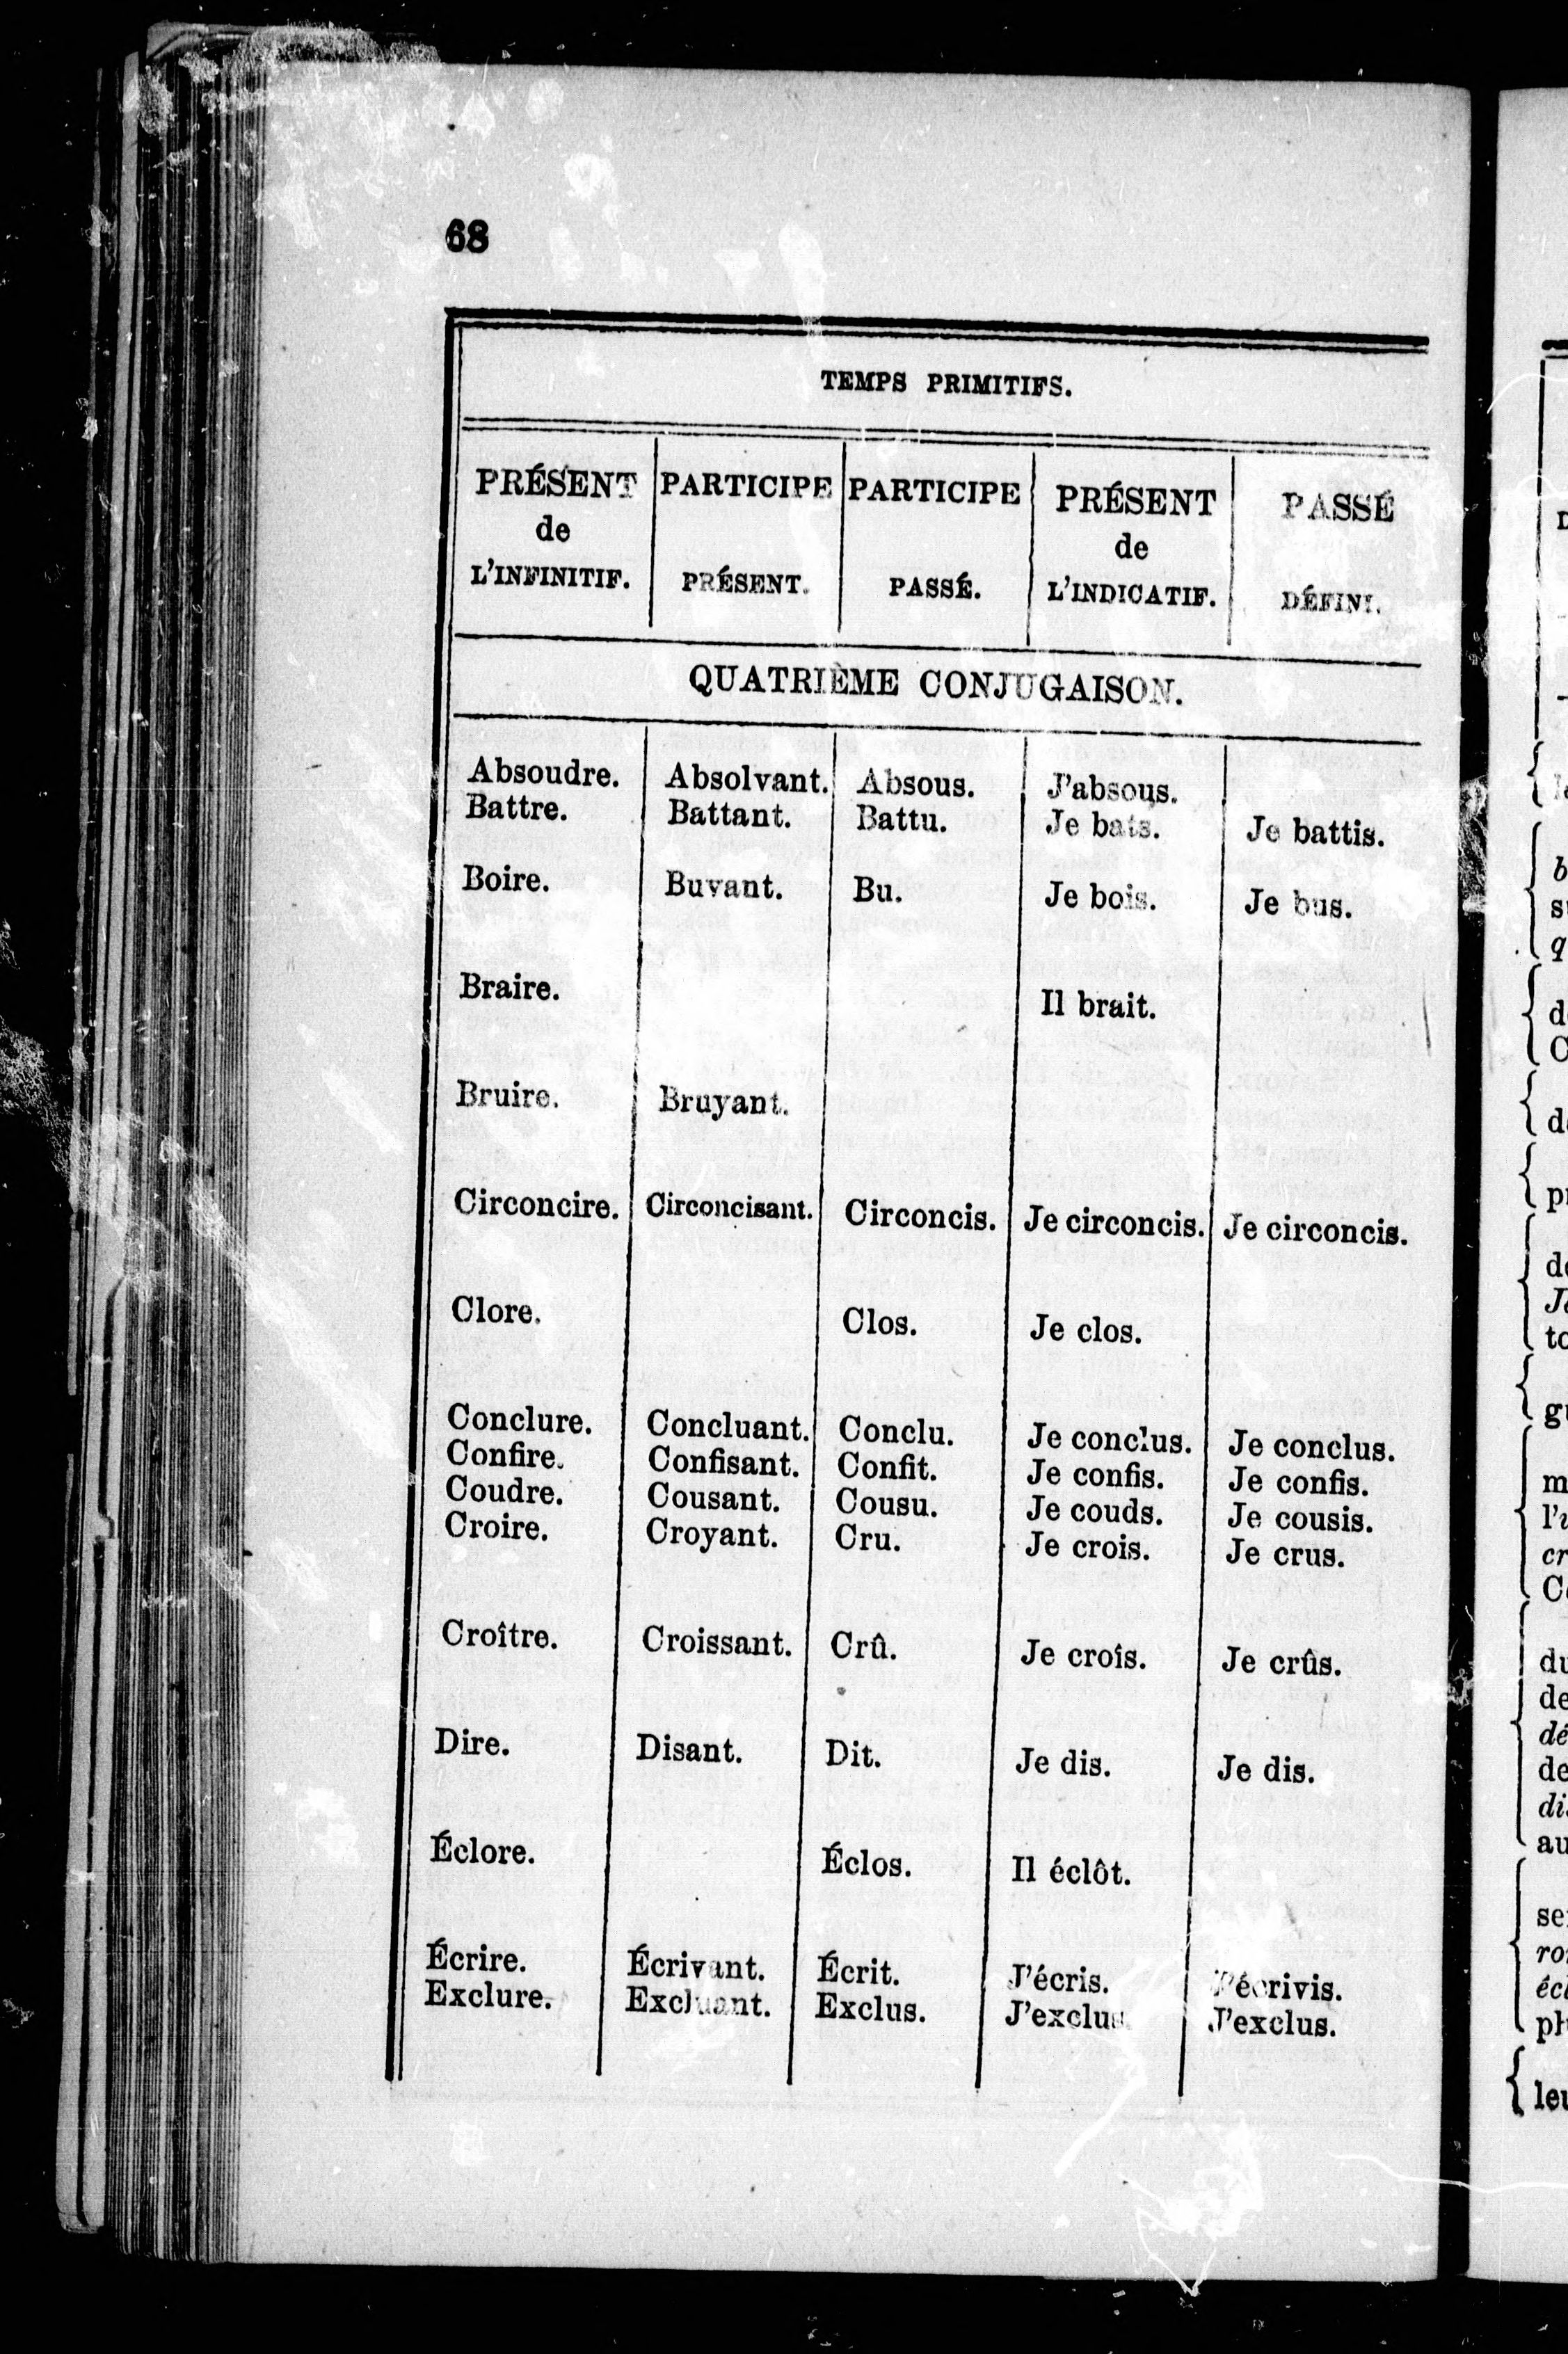 68
TEMPS PRIMITIFS.
PRÉSENT de L'INFINITIF. | PARTICIPE PRÉSENT. | PARTICIPE PASSÉ. | PRÉSENT de L'INDICATIF. | PASSÉ DÉFINI.
QUATRIÈME CONJUGAISON.
Absoudre. Absolvant. Absous. J'absous.
Battre. Battant. Battu. Je bats. Je battis.
Boire. Buvant. Bu. Je bois. Je bus.
Braire. Il brait.
Bruire. Bruyant.
Circoncire. Circoncisant. Circoncis. Je circoncis. Je circoncis.
Clore. Clos. Je clos.
Conclure. Concluant. Conclu. Je conclus. Je conclus.
Confire. Confisant. Confit. Je confis. Je confis.
Coudre. Cousant. Cousu. Je couds. Je cousis.
Croire. Croyant. Cru. Je crois. Je crus.
Croître. Croissant. Crû. Je croîs. Je crûs.
Dire. Disant. Dit. Je dis. Je dis.
Éclore. Éclos. Il éclôt.
Écrire. Écrivant. Écrit. J'écris. J'écrivis.
Exclure. Excluant. Exclus. J'exclus. J'exclus.